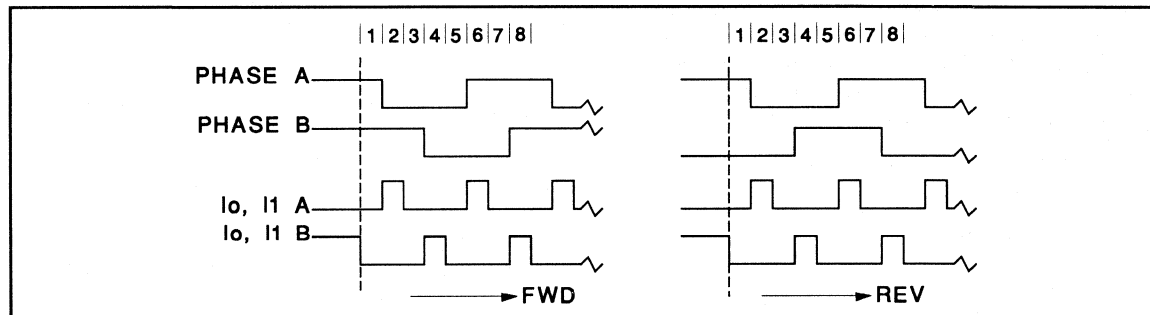 |1|2|3|4|5|6|7|8| |1|2|3|4|5|6|7|8|
PHASE A
PHASE B
Io, I1 A
Io, I1 B
FWD REV